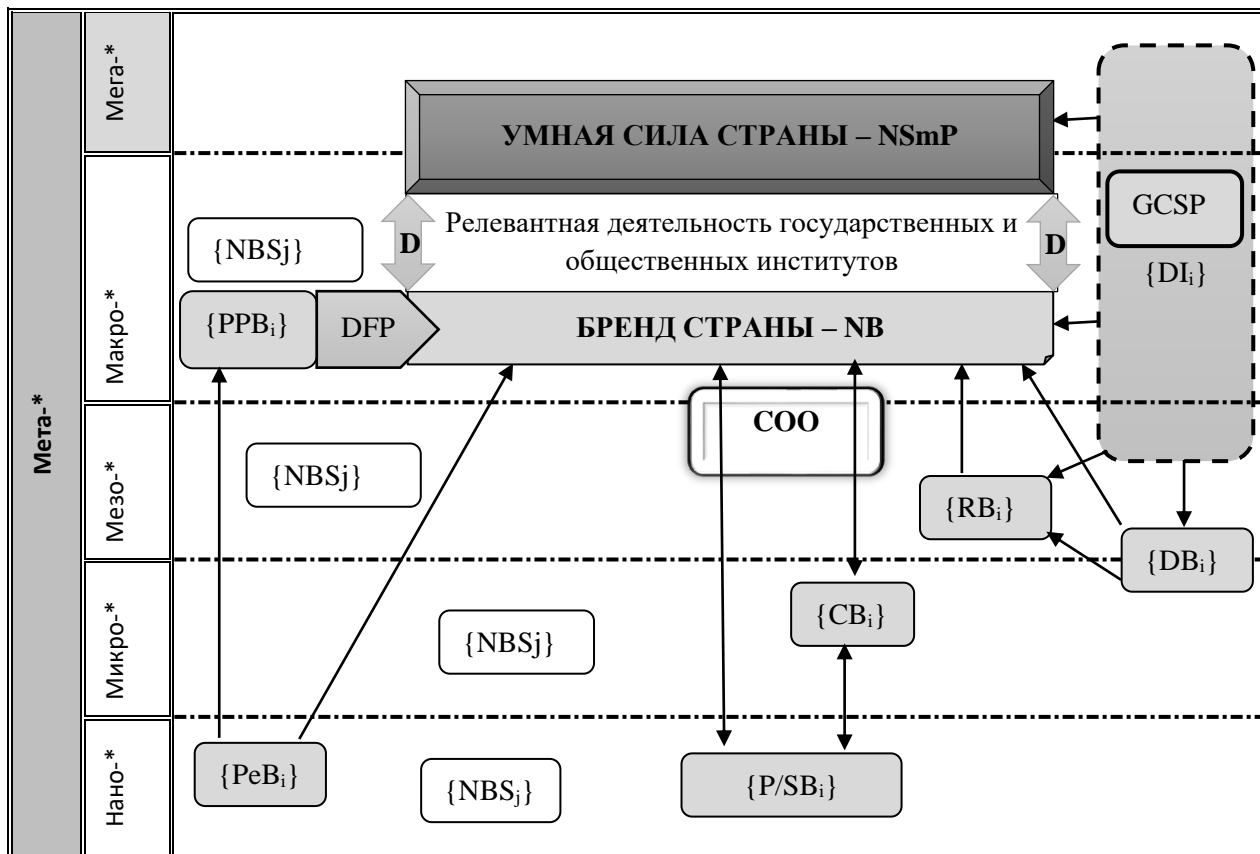 Мета-*
Мега-*
Макро-*
Мезо-*
Микро-*
Нано-*
УМНАЯ СИЛА СТРАНЫ – NSmP
GCSP
{DIᵢ}
{NBSj}
D
Релевантная деятельность государственных и
общественных институтов
D
{PPBᵢ}
DFP
БРЕНД СТРАНЫ – NB
COO
{NBSj}
{RBᵢ}
{DBᵢ}
{CBᵢ}
{NBSj}
{PeBᵢ}
{NBSⱼ}
{P/SBᵢ}